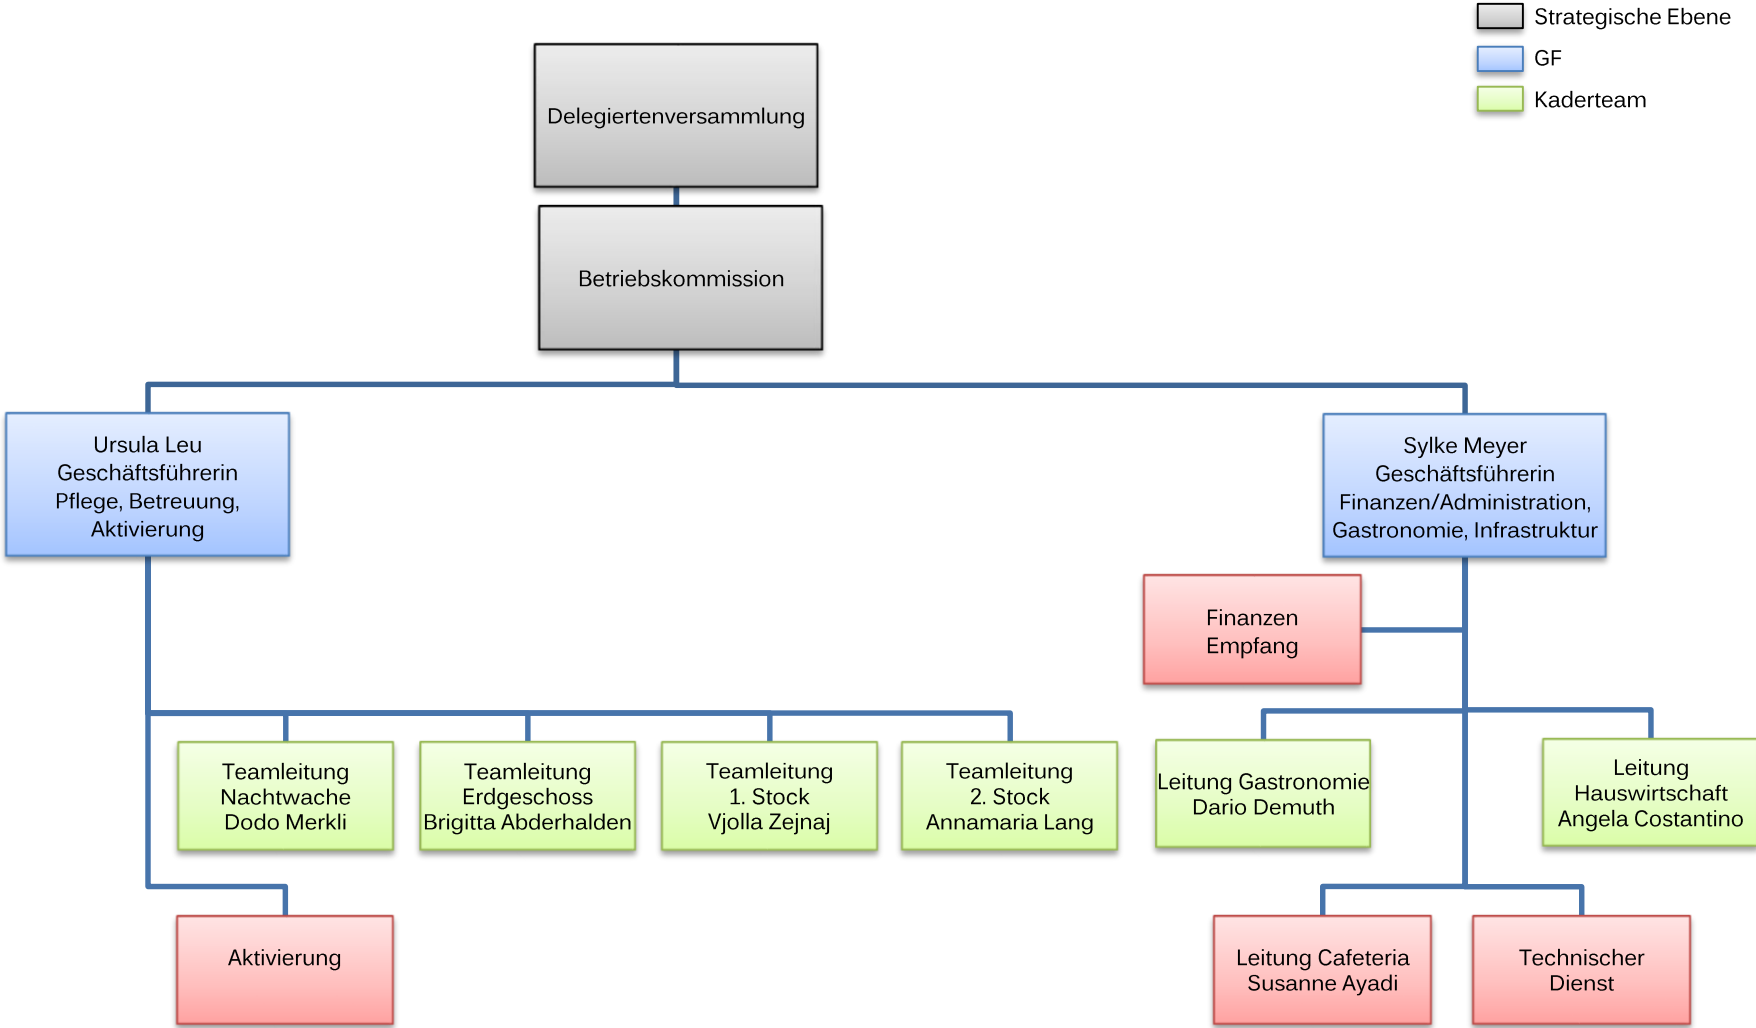 Strategische Ebene
GF
Kaderteam
Delegiertenversammlung
Betriebskommission
Ursula Leu
Geschäftsführerin
Pflege, Betreuung,
Aktivierung
Sylke Meyer
Geschäftsführerin
Finanzen/Administration,
Gastronomie, Infrastruktur
Finanzen
Empfang
Teamleitung
Nachtwache
Dodo Merkli
Teamleitung
Erdgeschoss
Brigitta Abderhalden
Teamleitung
1. Stock
Vjolla Zejnaj
Teamleitung
2. Stock
Annamaria Lang
Leitung Gastronomie
Dario Demuth
Leitung
Hauswirtschaft
Angela Costantino
Aktivierung
Leitung Cafeteria
Susanne Ayadi
Technischer
Dienst